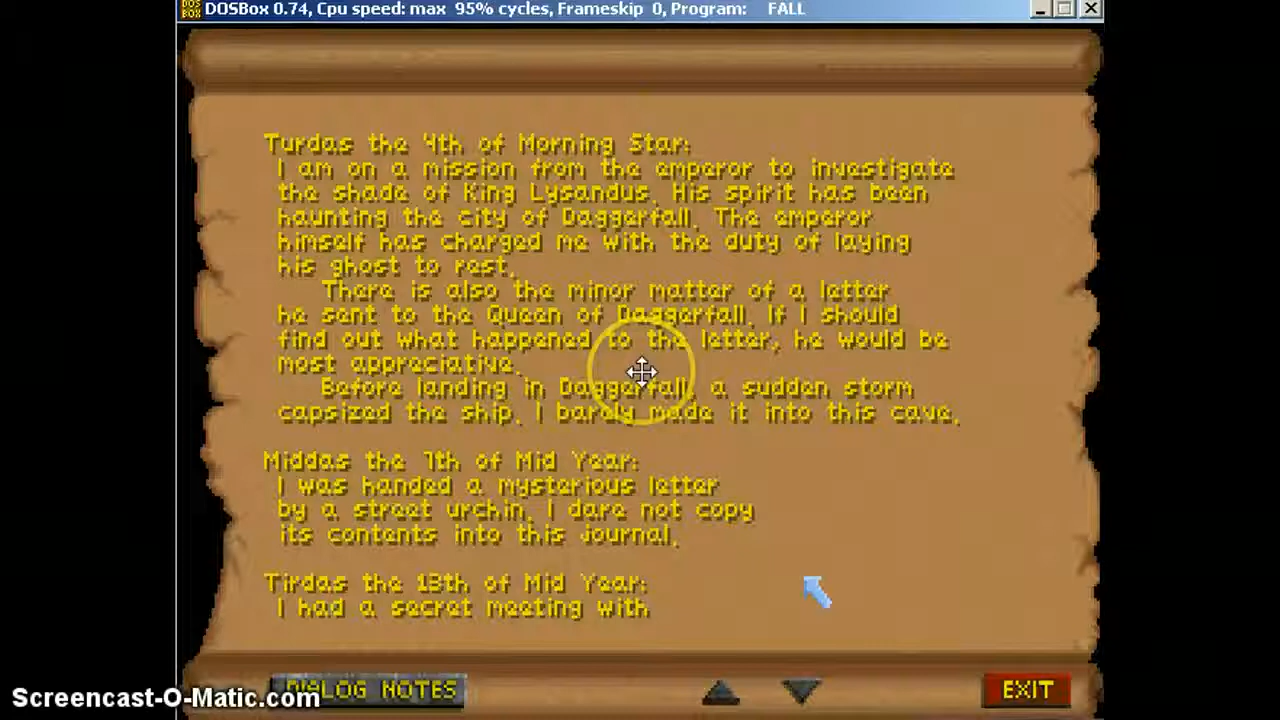 DOS BOX DOSBox 0.74, Cpu speed: max 95% cycles, Frameskip 0, Program: FALL
Turdas the 4th of Morning Star:
I am on a mission from the emperor to investigate
the shade of King Lysandus. His spirit has been
haunting the city of Daggerfall. The emperor
himself has charged me with the duty of laying
his ghost to rest.
There is also the minor matter of a letter
he sent to the Queen of Daggerfall. If I should
find out what happened to the letter, he would be
most appreciative.
Before landing in Daggerfall, a sudden storm
capsized the ship. I barely made it into this cave.
Middas the 7th of Mid Year:
I was handed a mysterious letter
by a street urchin. I dare not copy
its contents into this journal.
Tirdas the 13th of Mid Year:
I had a secret meeting with
DIALOG NOTES
EXIT
Screencast-O-Matic.com